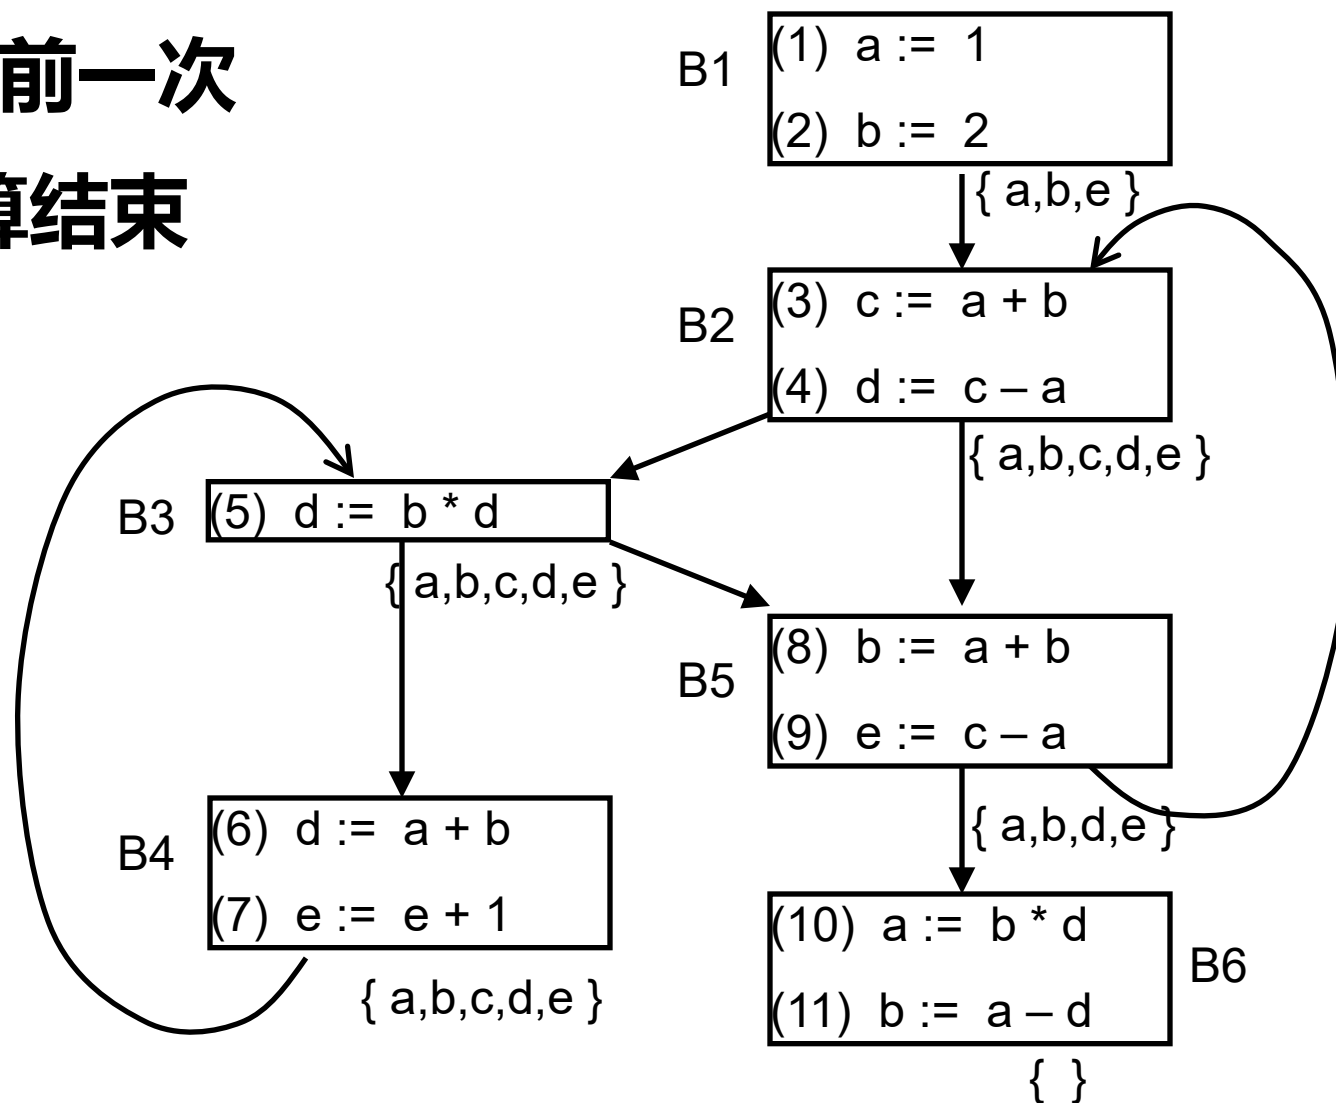 前一次
算结束
B1
(1) a := 1
(2) b := 2
{ a,b,e }
B2
(3) c := a + b
(4) d := c – a
{ a,b,c,d,e }
B3
(5) d := b * d
{ a,b,c,d,e }
B5
(8) b := a + b
(9) e := c – a
{ a,b,d,e }
B4
(6) d := a + b
(7) e := e + 1
{ a,b,c,d,e }
B6
(10) a := b * d
(11) b := a – d
{ }